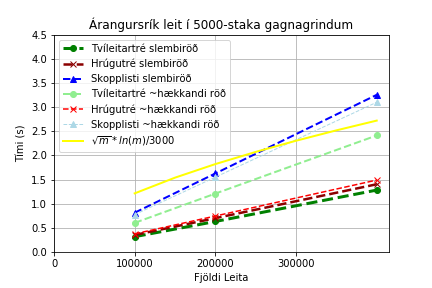 Árangursrík leit í 5000-staka gagnagrindum
Tími (s)
4.5
4.0
3.5
3.0
2.5
2.0
1.5
1.0
0.5
0.0
Tvíleitartré slembiröð
Hrúgutré slembiröð
Skopplisti slembiröð
Tvíleitartré ~hækkandi röð
Hrúgutré ~hækkandi röð
Skopplisti ~hækkandi röð
√m * ln(m)/3000
0 100000 200000 300000
Fjöldi Leita